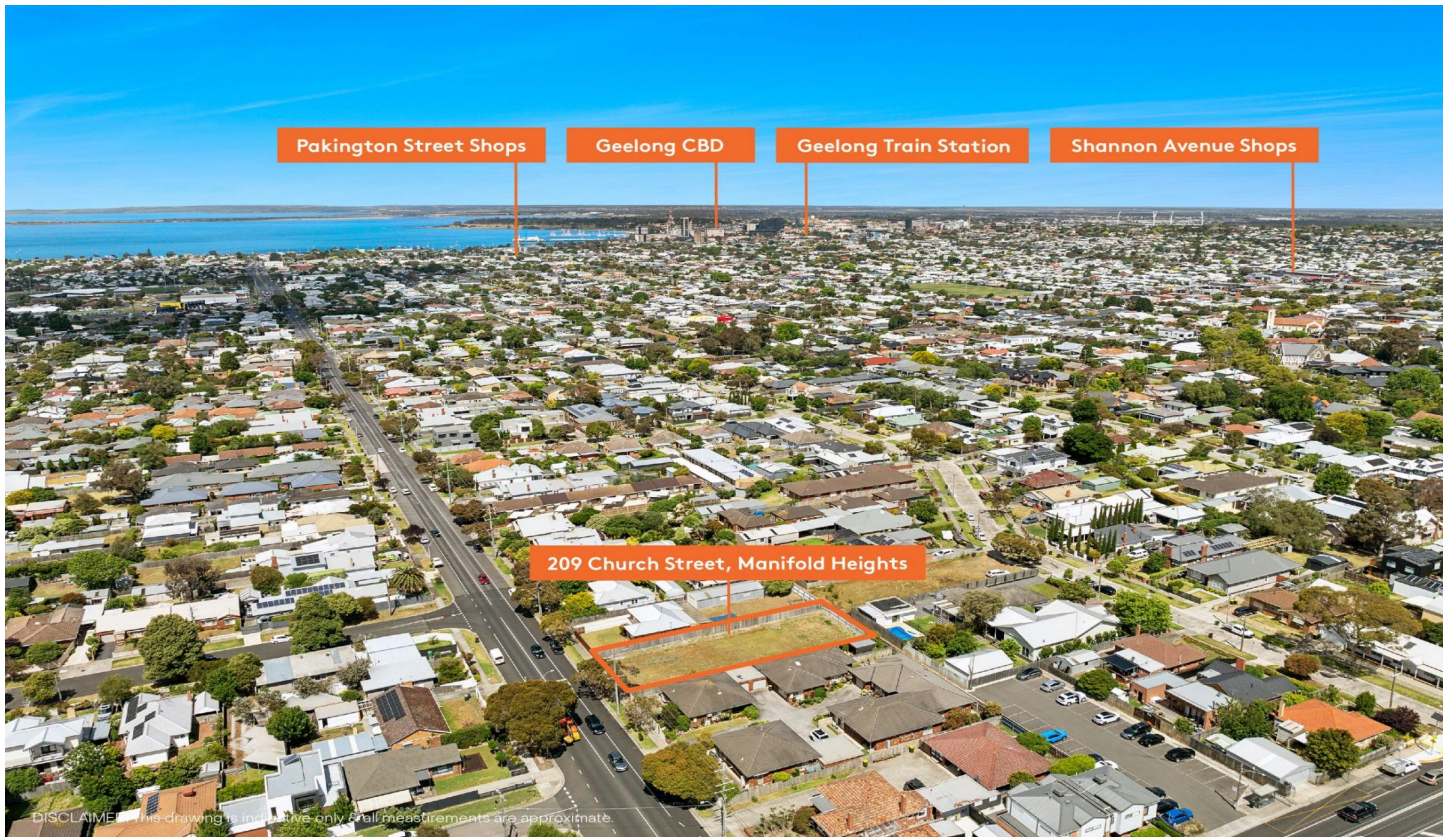 Pakington Street Shops
Geelong CBD
Geelong Train Station
Shannon Avenue Shops
209 Church Street, Manifold Heights
DISCLAIMER: This drawing is indicative only & all measurements are approximate.